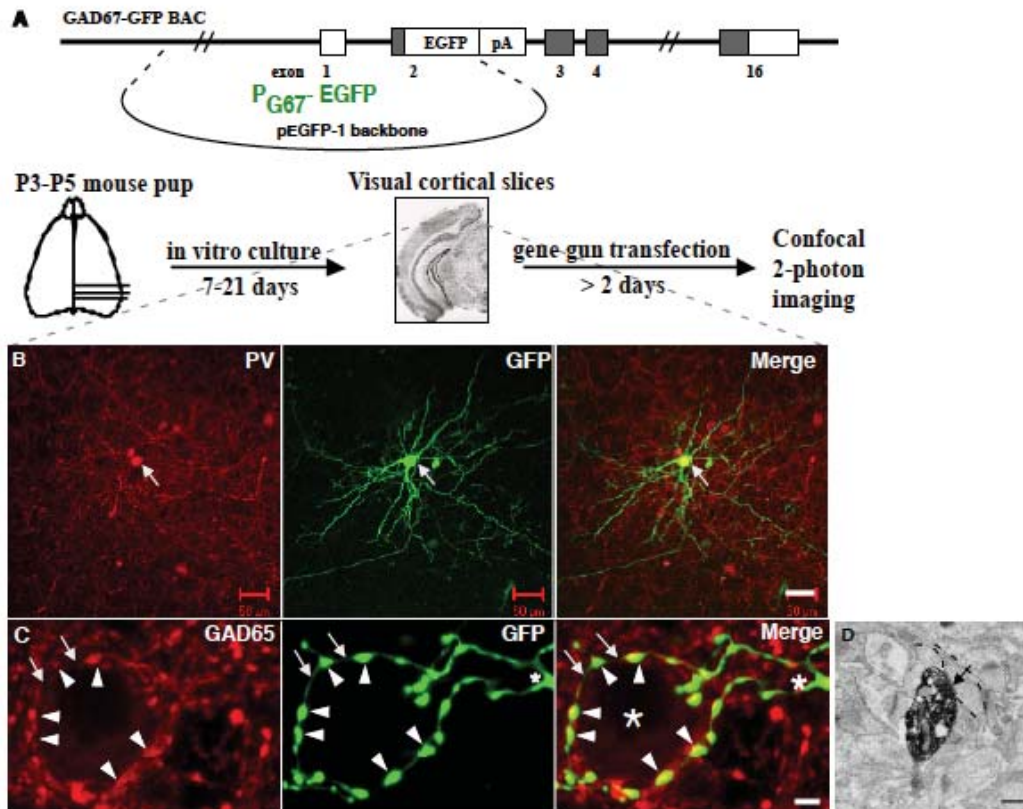 A
GAD67-GFP BAC
EGFP pA
exon 1 2 3 4 16
PG67- EGFP
pEGFP-1 backbone
P3-P5 mouse pup
Visual cortical slices
in vitro culture
7-21 days
gene gun transfection
> 2 days
Confocal
2-photon
imaging
B PV GFP Merge
50 µm 50 µm 50 µm
C GAD65 GFP Merge D
* * *